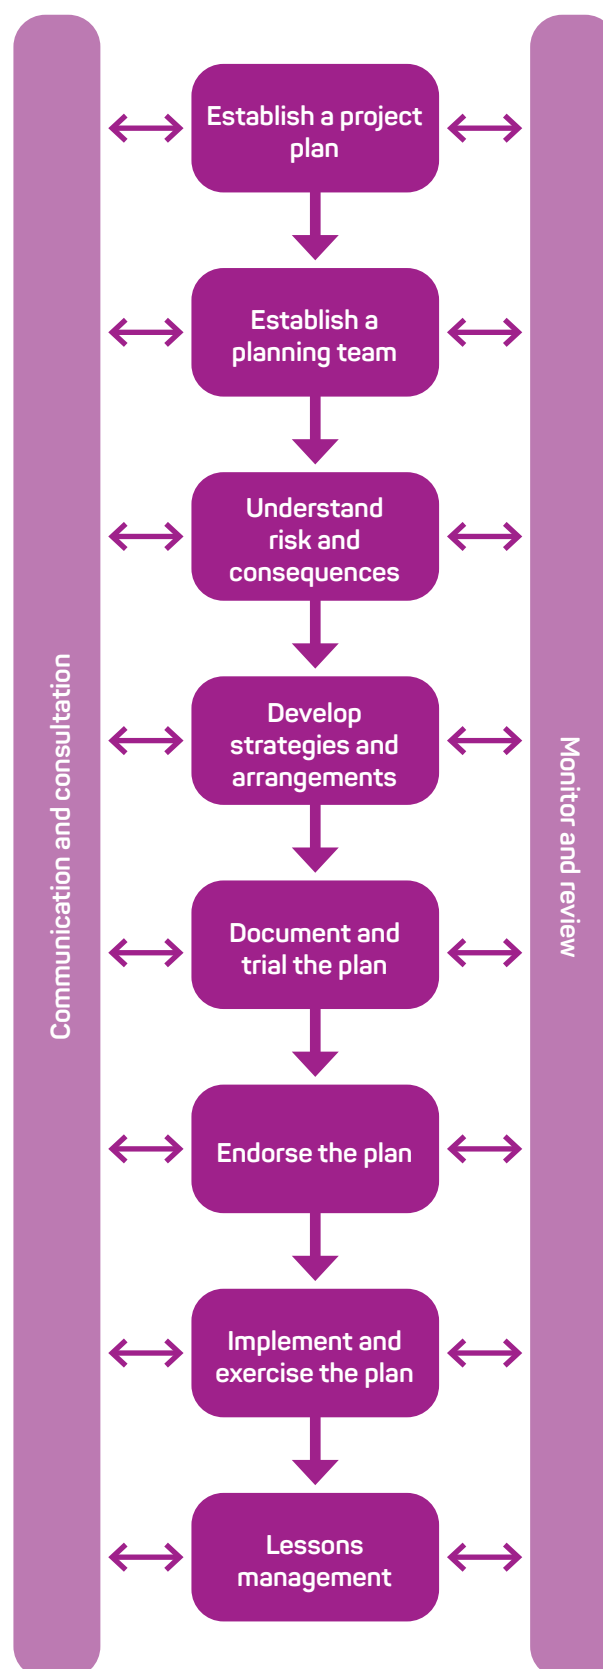 Establish a project
plan
Establish a
planning team
Understand
risk and
consequences
Develop
strategies and
arrangements
Document and
trial the plan
Endorse the plan
Implement and
exercise the plan
Lessons
management
Communication and consultation
Monitor and review